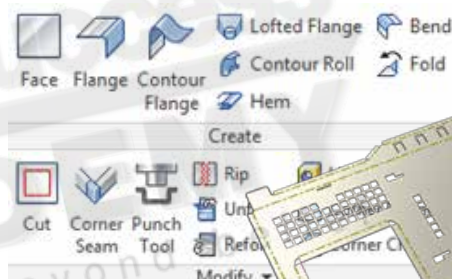 Face Flange Contour Flange Lofted Flange Bend
Contour Roll Fold
Hem
Create
Cut Corner Seam Punch Tool Rip
Modify